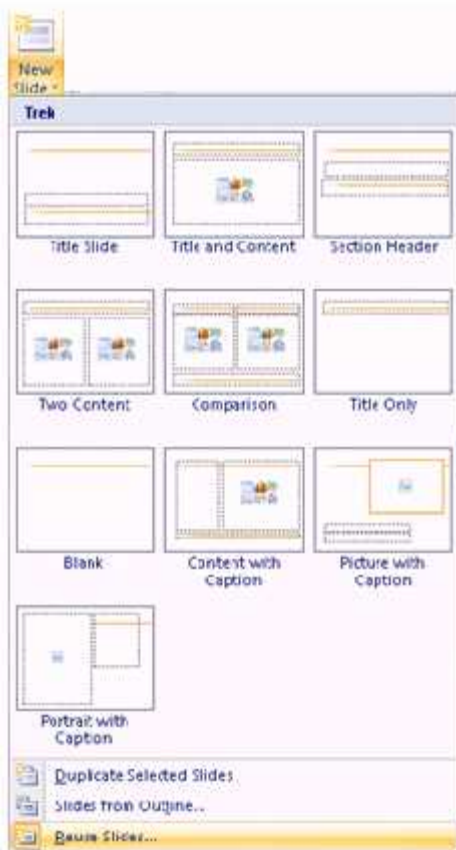 New
Slide
Trek
Title Slide
Title and Content
Section Header
Two Content
Comparison
Title Only
Blank
Content with
Caption
Picture with
Caption
Portrait with
Caption
Duplicate Selected Slides
Slides from Outline...
Reuse Slides...